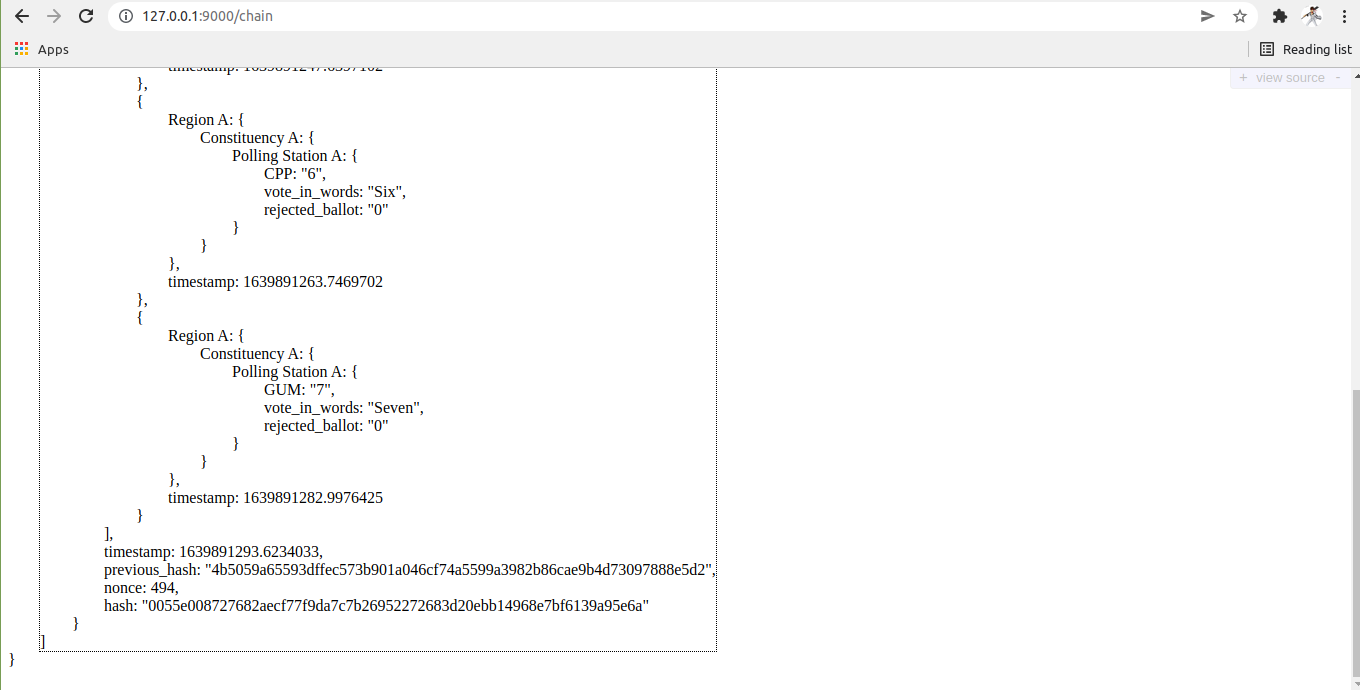 127.0.0.1:9000/chain
Apps
Reading list
+ view source -
},
{
Region A: {
Constituency A: {
Polling Station A: {
CPP: "6",
vote_in_words: "Six",
rejected_ballot: "0"
}
}
},
timestamp: 1639891263.7469702
},
{
Region A: {
Constituency A: {
Polling Station A: {
GUM: "7",
vote_in_words: "Seven",
rejected_ballot: "0"
}
}
},
timestamp: 1639891282.9976425
}
],
timestamp: 1639891293.6234033,
previous_hash: "4b5059a65593dffec573b901a046cf74a5599a3982b86cae9b4d73097888e5d2",
nonce: 494,
hash: "0055e008727682aecf77f9da7c7b26952272683d20ebb14968e7bf6139a95e6a"
}
]
}